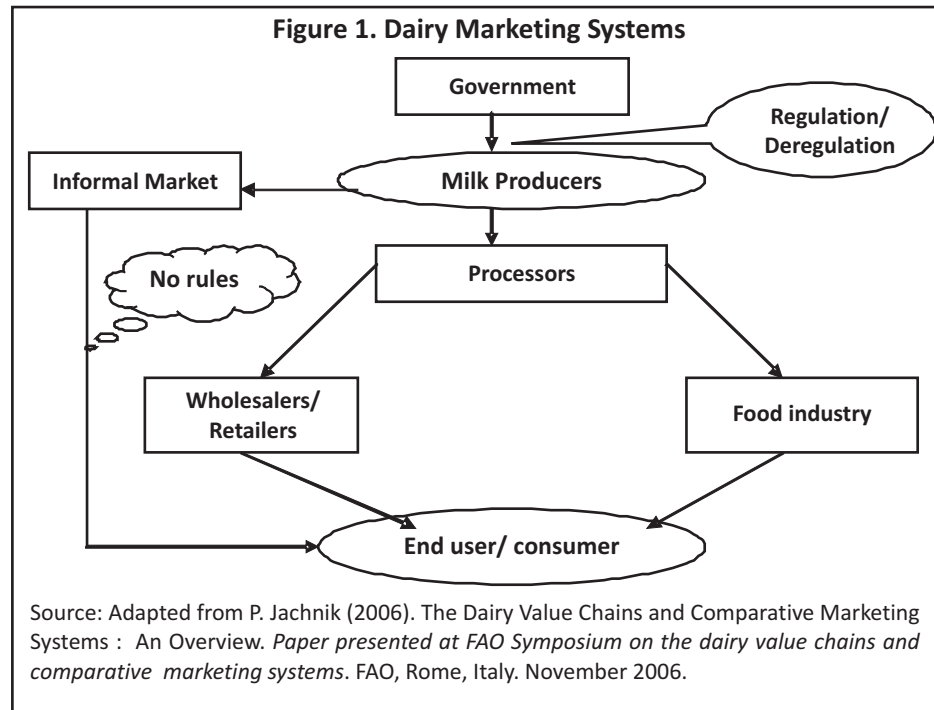 Figure 1. Dairy Marketing Systems
Government
Regulation/
Deregulation
Informal Market
Milk Producers
No rules
Processors
Wholesalers/
Retailers
Food industry
End user/ consumer
Source: Adapted from P. Jachnik (2006). The Dairy Value Chains and Comparative Marketing
Systems : An Overview. Paper presented at FAO Symposium on the dairy value chains and
comparative marketing systems. FAO, Rome, Italy. November 2006.